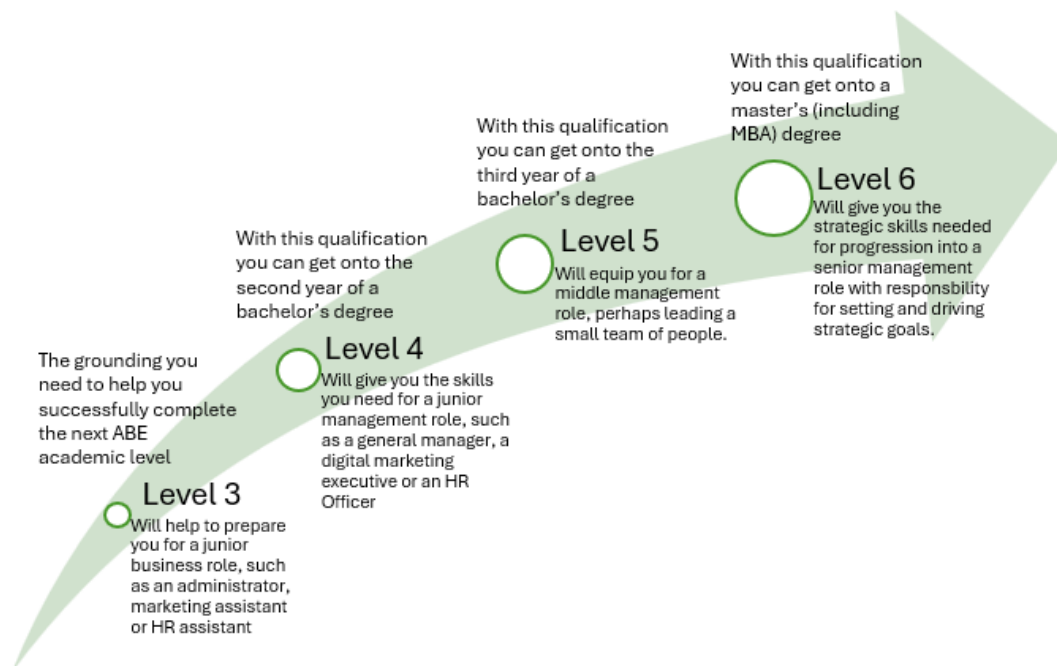 With this qualification
you can get onto a
master's (including
MBA) degree
Level 6
Will give you the
strategic skills needed
for progression into a
senior management
role with responsbility
for setting and driving
strategic goals.
With this qualification
you can get onto the
third year of a
bachelor's degree
Level 5
Will equip you for a
middle management
role, perhaps leading a
small team of people.
With this qualification
you can get onto the
second year of a
bachelor's degree
Level 4
Will give you the skills
you need for a junior
management role, such
as a general manager, a
digital marketing
executive or an HR
Officer
The grounding you
need to help you
successfully complete
the next ABE
academic level
Level 3
Will help to prepare
you for a junior
business role, such
as an administrator,
marketing assistant
or HR assistant